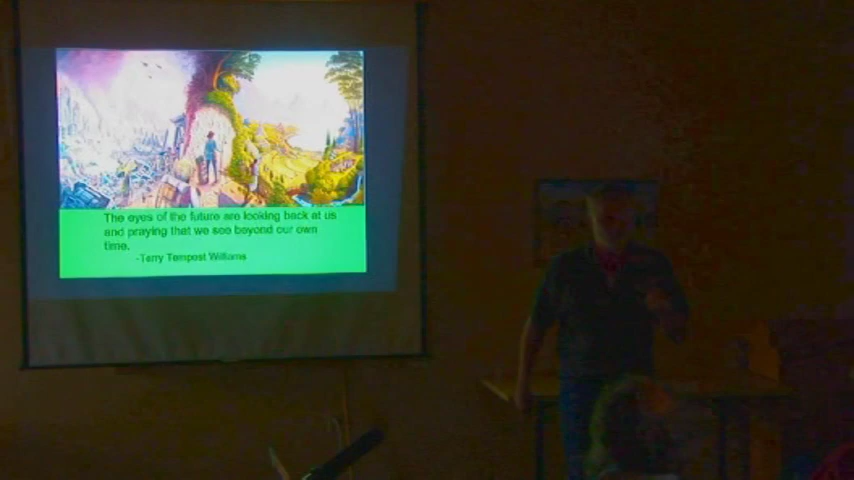 The eyes of the future are looking back at us
and praying that we see beyond our own
time.
-Terry Tempost Williams